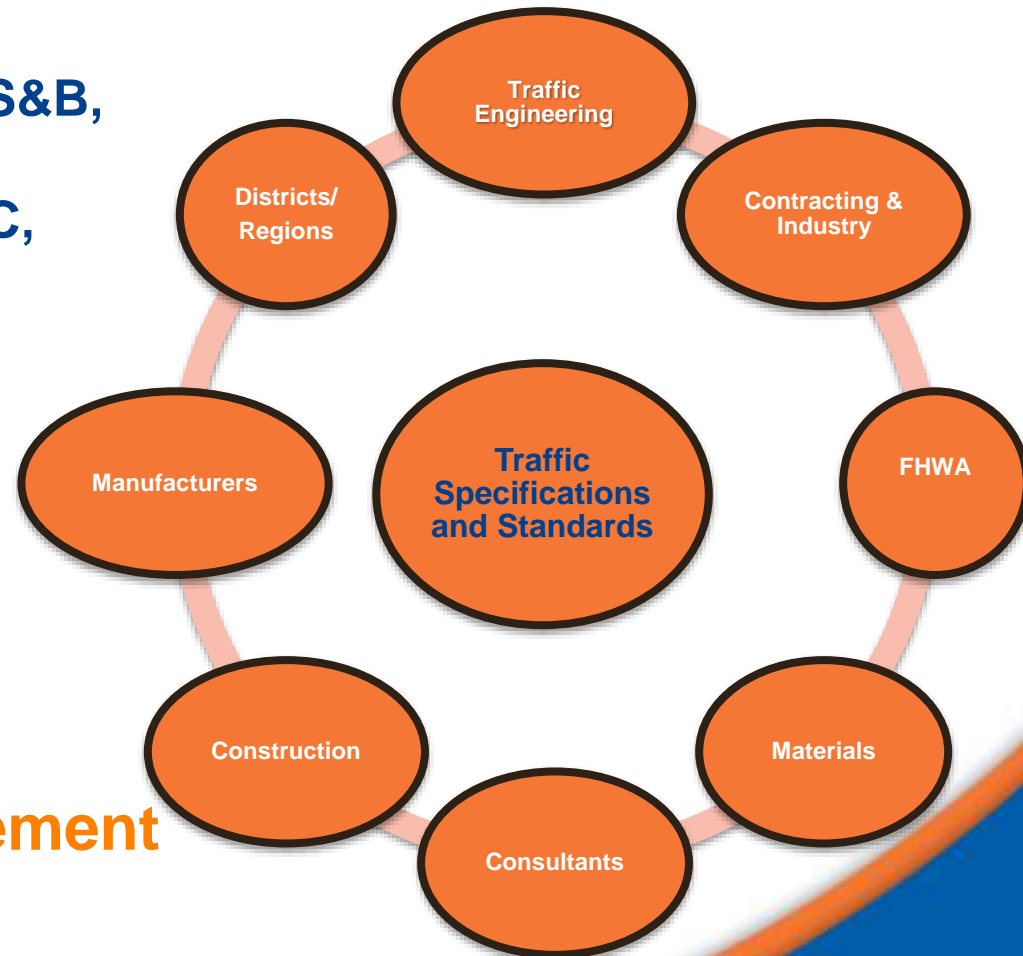 S&B,
C,
ement
Traffic
Engineering
Contracting &
Industry
FHWA
Materials
Consultants
Construction
Manufacturers
Districts/
Regions
Traffic
Specifications
and Standards